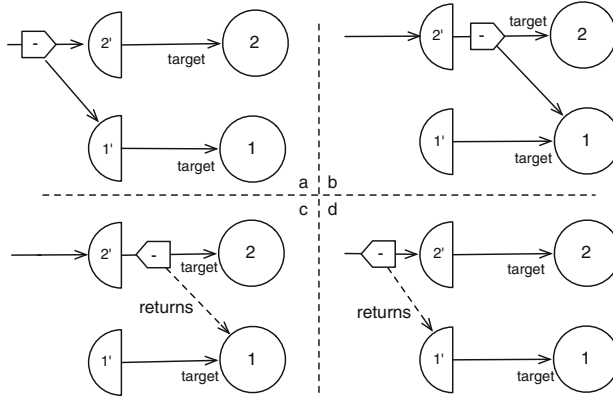 - 2' target 2
1' target 1
2' - target 2
1' target 1
a b
c d
2' - target 2
returns
1' target 1
- 2' target 2
returns
1' target 1